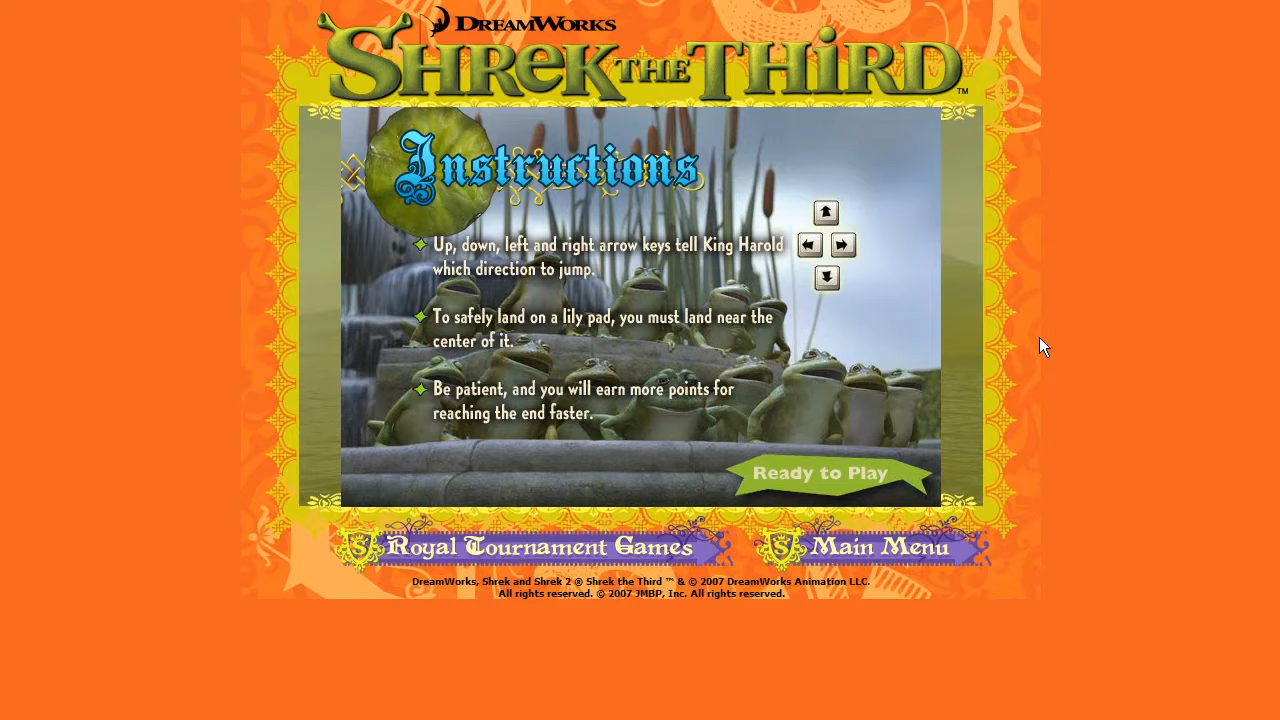 DREAMWORKS
SHREK THE THIRD™
Instructions
Up, down, left and right arrow keys tell King Harold
which direction to jump.
To safely land on a lily pad, you must land near the
center of it.
Be patient, and you will earn more points for
reaching the end faster.
Ready to Play
S Royal Tournament Games
S Main Menu
DreamWorks, Shrek and Shrek 2 ® Shrek the Third ™ & © 2007 DreamWorks Animation LLC.
All rights reserved. © 2007 JMBP, Inc. All rights reserved.